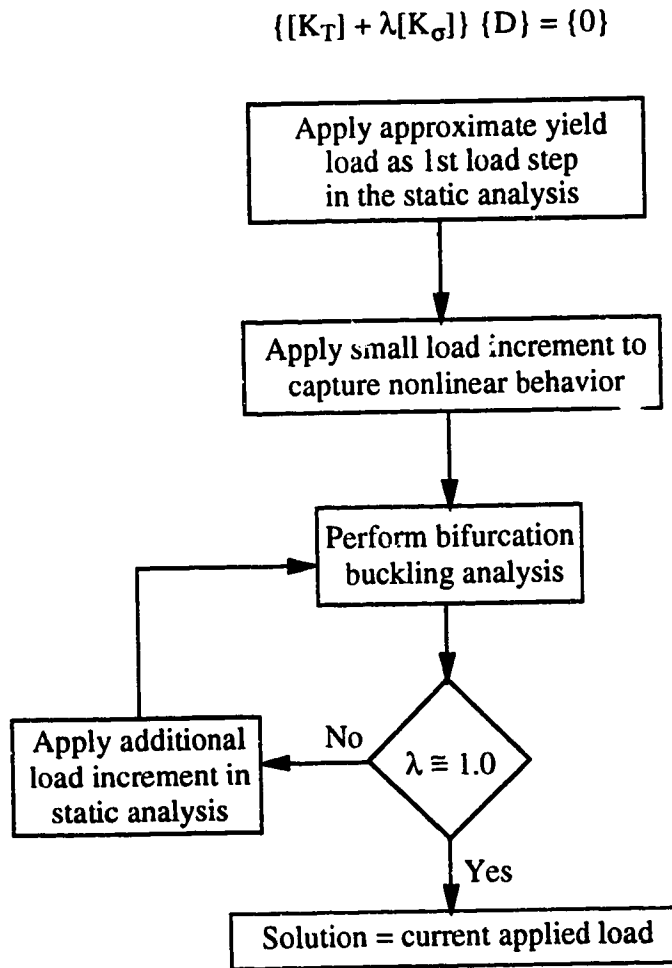 {[K_T] + λ[K_σ]} {D} = {0}
Apply approximate yield
load as 1st load step
in the static analysis
Apply small load increment to
capture nonlinear behavior
Perform bifurcation
buckling analysis
λ ≅ 1.0
No
Apply additional
load increment in
static analysis
Yes
Solution = current applied load